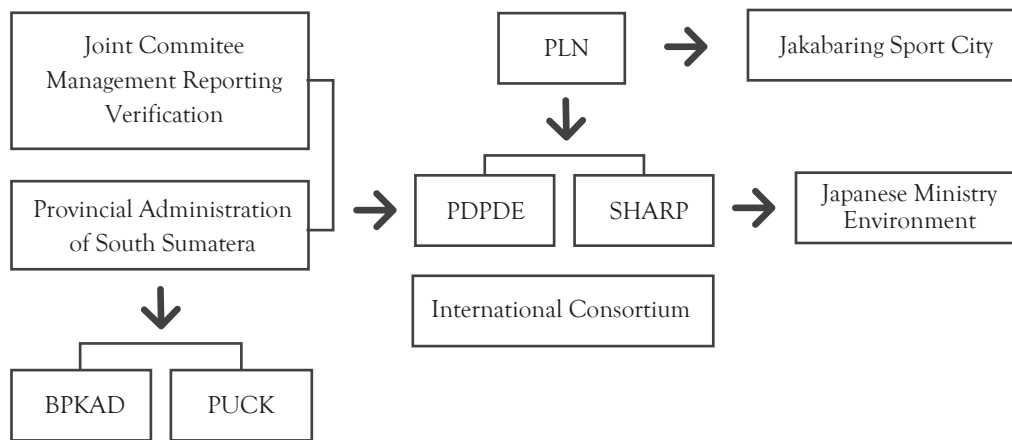 Joint Commitee
Management Reporting
Verification
PLN
Jakabaring Sport City
Provincial Administration
of South Sumatera
PDPDE
SHARP
Japanese Ministry
Environment
International Consortium
BPKAD
PUCK